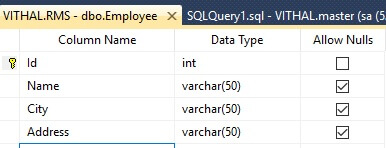 VITHAL.RMS - dbo.Employee SQLQuery1.sql - VITHAL.master (sa (5
Column Name Data Type Allow Nulls
Id int
Name varchar(50)
City varchar(50)
Address varchar(50)